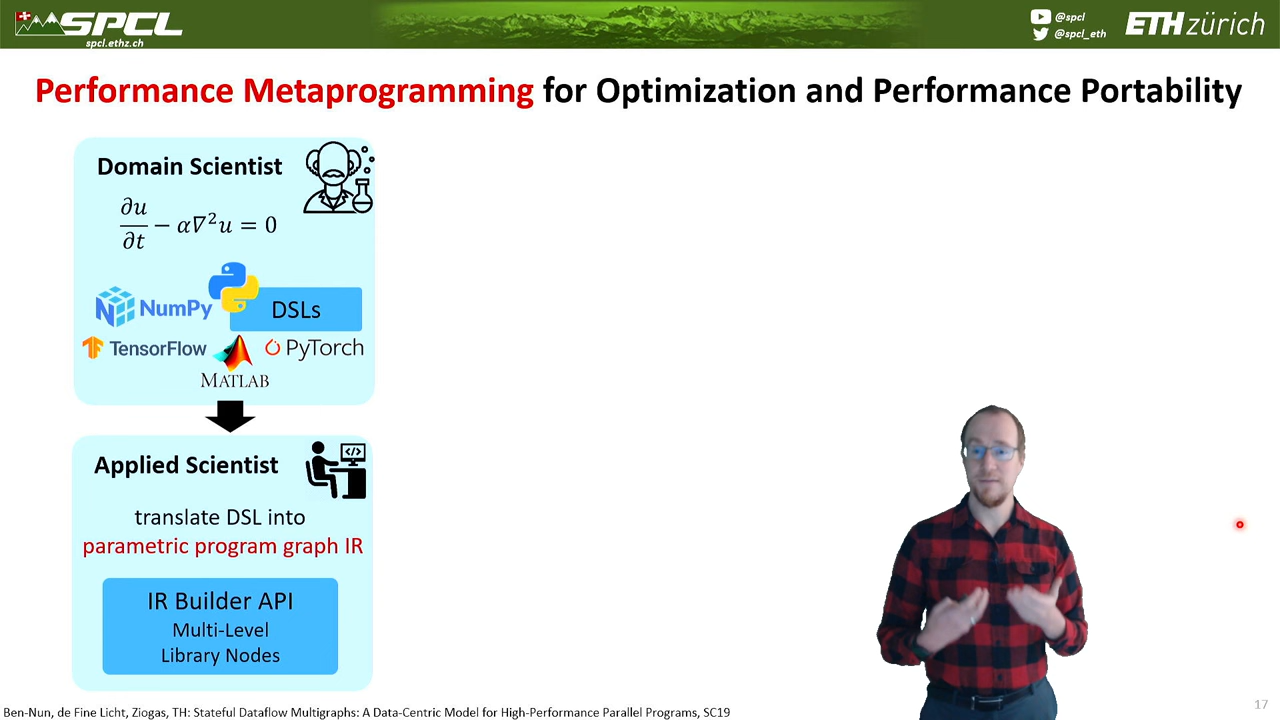 SPCL
spcl.ethz.ch
@spcl
@spcl_eth
ETH zürich
Performance Metaprogramming for Optimization and Performance Portability
Domain Scientist
∂u/∂t − α∇²u = 0
NumPy
DSLs
TensorFlow
PyTorch
MATLAB
Applied Scientist
</>
translate DSL into
parametric program graph IR
IR Builder API
Multi-Level
Library Nodes
Ben-Nun, de Fine Licht, Ziogas, TH: Stateful Dataflow Multigraphs: A Data-Centric Model for High-Performance Parallel Programs, SC19
17